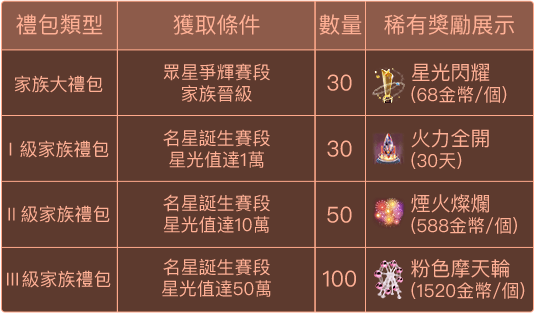 禮包類型 獲取條件 數量 稀有獎勵展示
家族大禮包 眾星爭輝賽段 30 星光閃耀
家族晉級 (68金幣/個)
I 級家族禮包 名星誕生賽段 30 火力全開
星光值達1萬 (30天)
II 級家族禮包 名星誕生賽段 50 煙火燦爛
星光值達10萬 (588金幣/個)
III級家族禮包 名星誕生賽段 100 粉色摩天輪
星光值達50萬 (1520金幣/個)